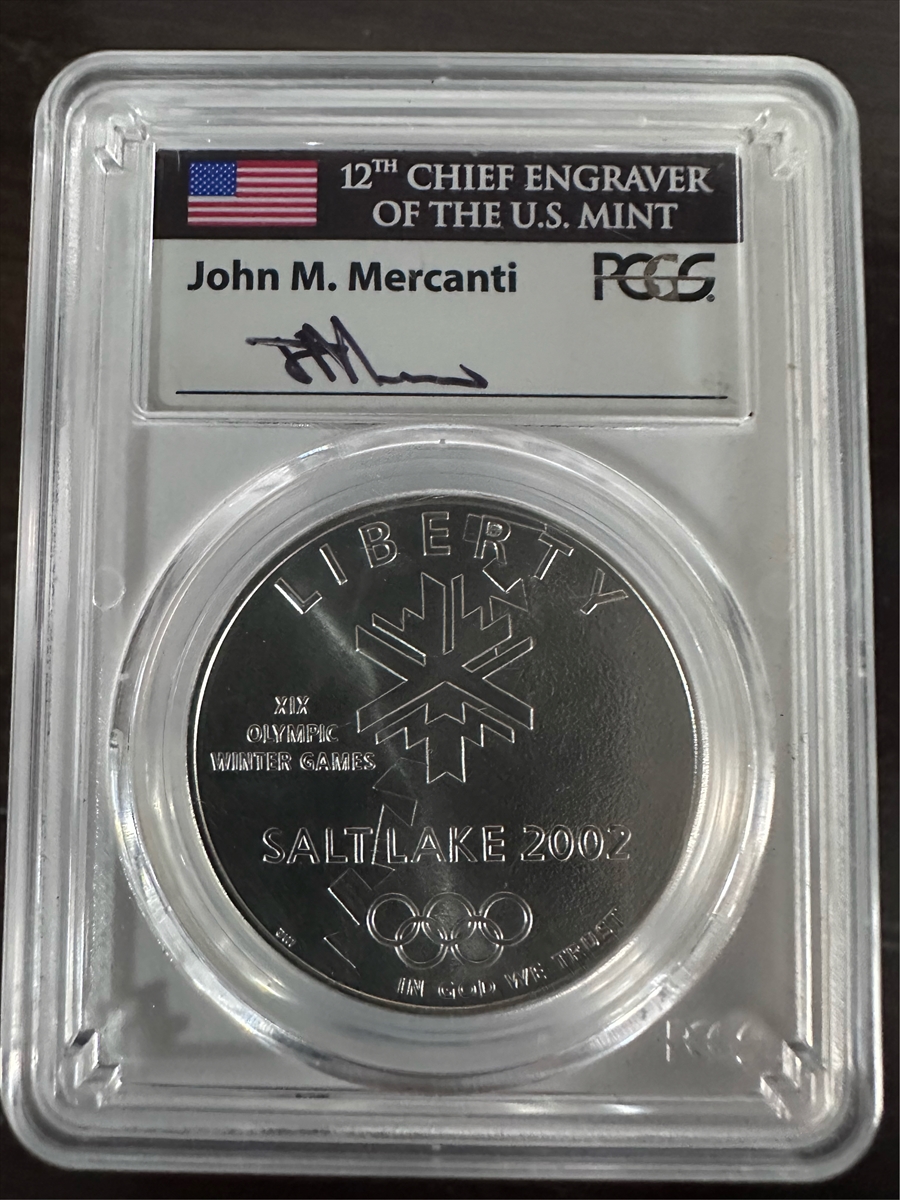 12TH CHIEF ENGRAVER
OF THE U.S. MINT
John M. Mercanti
PCGS
LIBERTY
XIX
OLYMPIC
WINTER GAMES
SALT LAKE 2002
IN GOD WE TRUST
PCGS